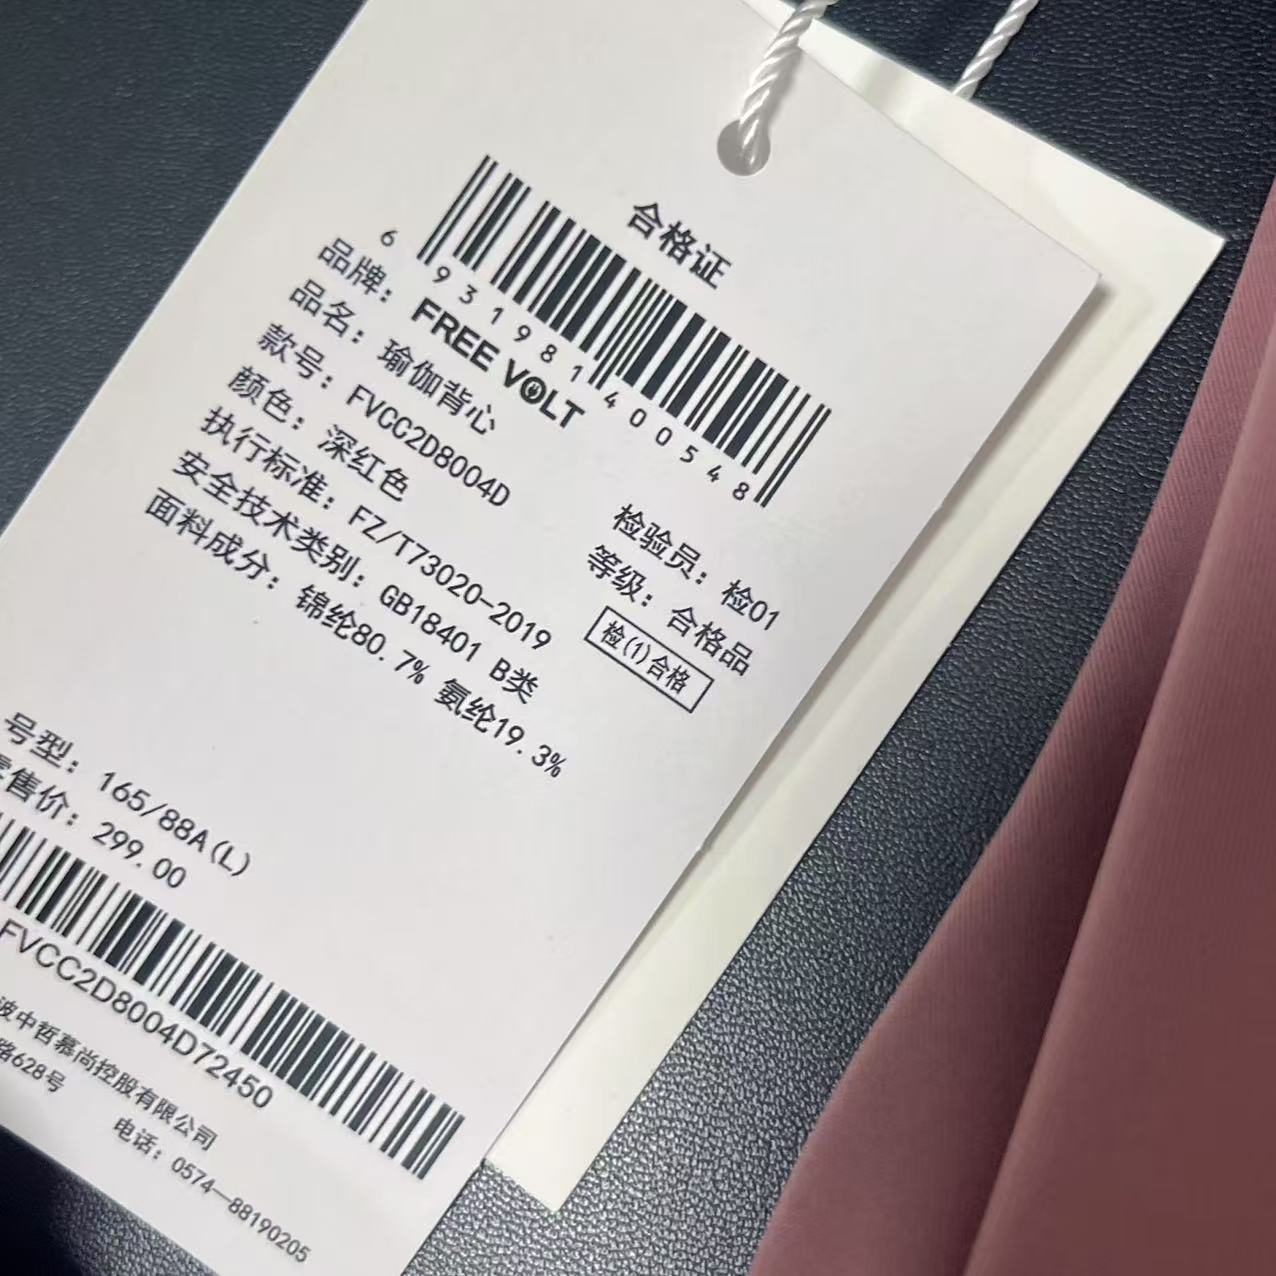 合格证
6 931981 400548
品牌: FREE VOLT
品名: 瑜伽背心
款号: FVCC2D8004D
颜色: 深红色
执行标准: FZ/T73020-2019
安全技术类别: GB18401 B类
面料成分: 锦纶80.7% 氨纶19.3%
检验员: 检01
等级: 合格品
检(1)合格
号型: 165/88A(L)
售价: 299.00
FVCC2D8004D72450
波中哲慕尚控股有限公司
路628号
电话: 0574—88190205